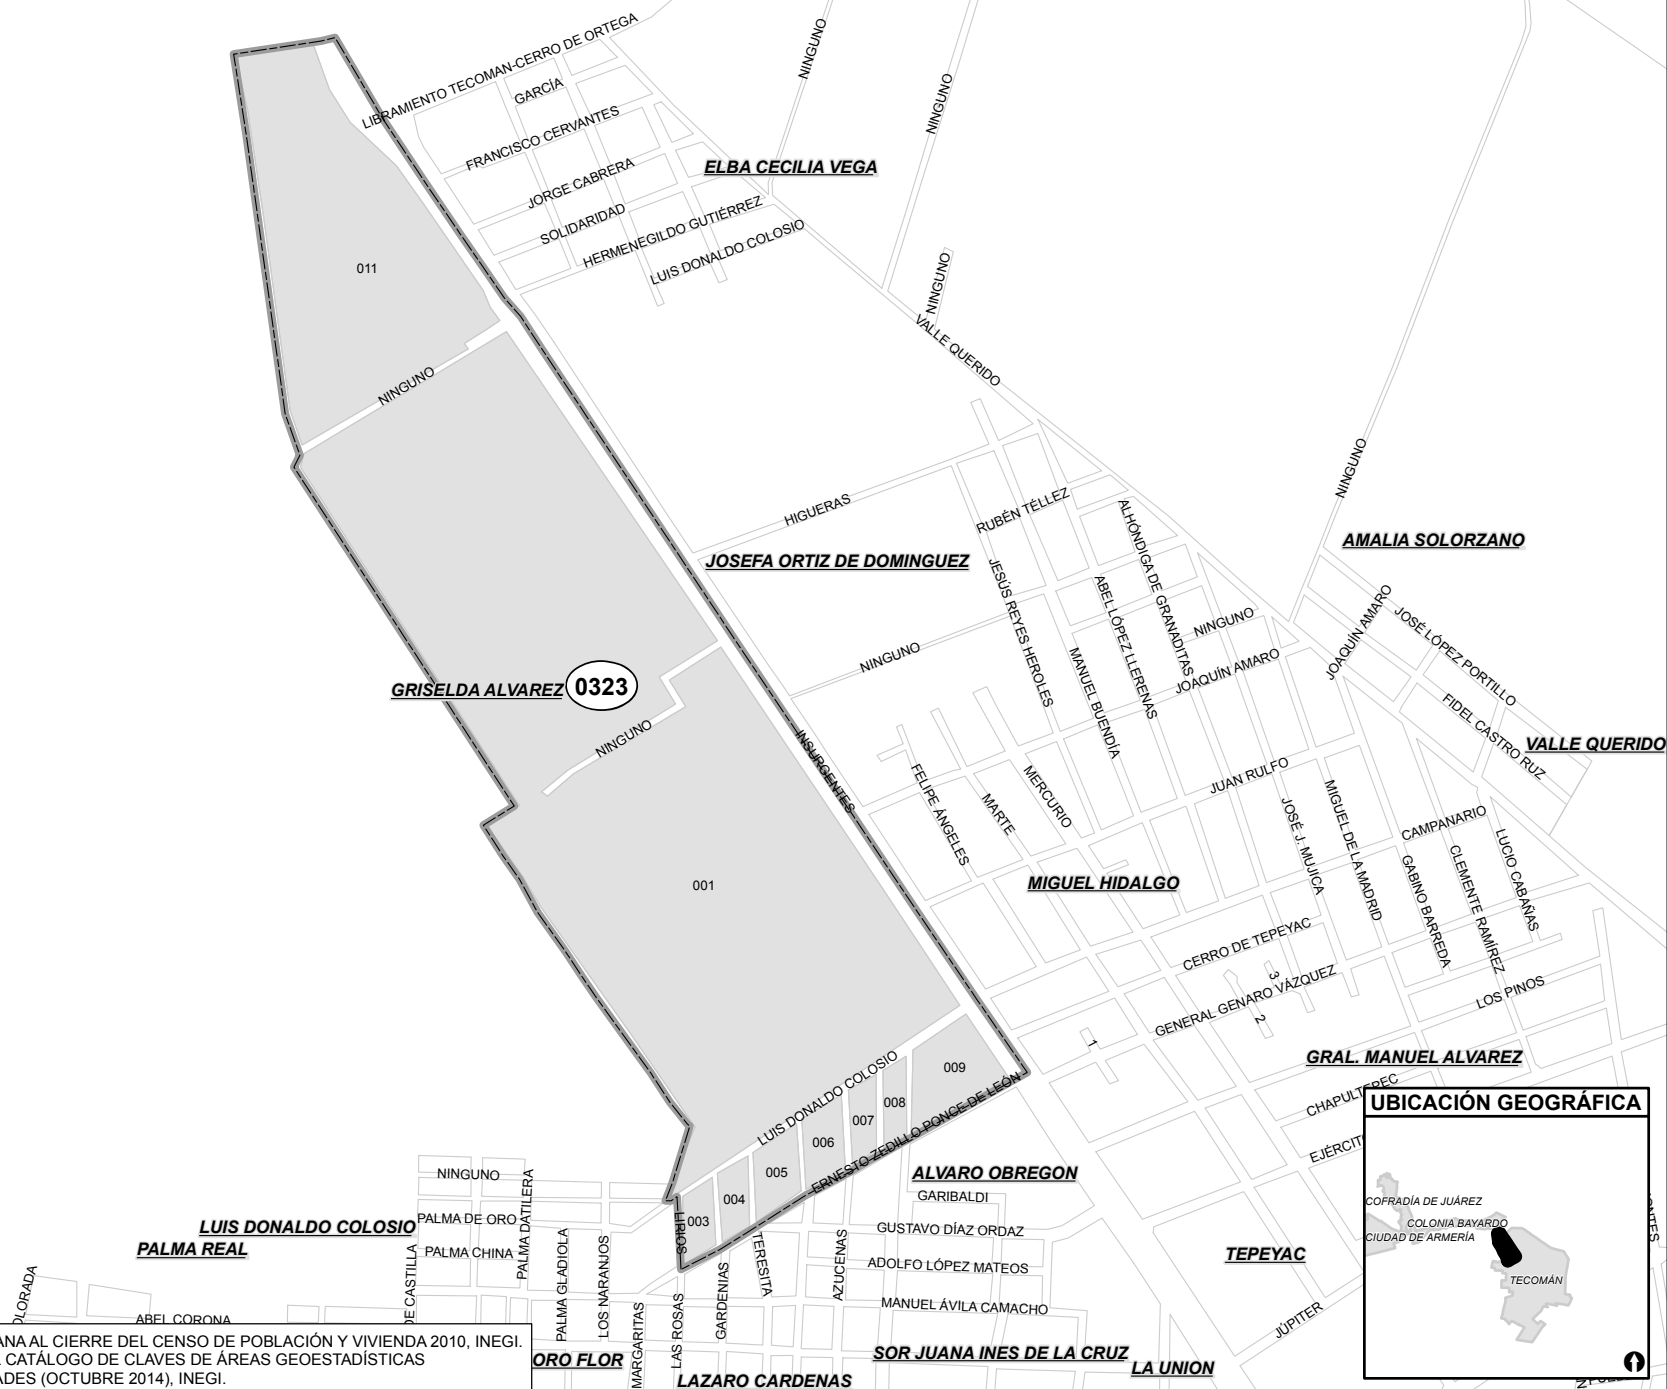 LIBRAMIENTO TECOMAN-CERRO DE ORTEGA
NINGUNO
NINGUNO
GARCÍA
FRANCISCO CERVANTES
ELBA CECILIA VEGA
JORGE CABRERA
SOLIDARIDAD
HERMENEGILDO GUTIÉRREZ
LUIS DONALDO COLOSIO
011
NINGUNO
VALLE QUERIDO
NINGUNO
HIGUERAS
RUBÉN TÉLLEZ
NINGUNO
ALHÓNDIGA DE GRANADITAS
JOSEFA ORTIZ DE DOMINGUEZ
AMALIA SOLORZANO
JESÚS REYES HEROLES
ABEL LÓPEZ LLERENAS
NINGUNO
JOAQUÍN AMARO
JOSÉ LÓPEZ PORTILLO
NINGUNO
MANUEL BUENDÍA
JOAQUÍN AMARO
GRISELDA ALVAREZ
0323
FIDEL CASTRO RUZ
VALLE QUERIDO
NINGUNO
INSURGENTES
FELIPE ÁNGELES
MARTE
MERCURIO
JUAN RULFO
JOSÉ J. MUJICA
MIGUEL DE LA MADRID
CAMPANARIO
LUCIO CABAÑAS
GABINO BARREDA
CLEMENTE RAMÍREZ
001
MIGUEL HIDALGO
CERRO DE TEPEYAC
GENERAL GENARO VÁZQUEZ
3
2
1
LOS PINOS
GRAL. MANUEL ALVAREZ
CHAPULTEPEC
LUIS DONALDO COLOSIO
009
008
007
006
005
004
003
ERNESTO ZEDILLO PONCE DE LEÓN
LIRIOS
ALVARO OBREGON
GARIBALDI
GUSTAVO DÍAZ ORDAZ
ADOLFO LÓPEZ MATEOS
MANUEL ÁVILA CAMACHO
NINGUNO
PALMA DE ORO
PALMA CHINA
PALMA DATILERA
LUIS DONALDO COLOSIO
PALMA REAL
PALMA GLADIOLA
LOS NARANJOS
MARGARITAS
LAS ROSAS
GARDENIAS
TERESITA
AZUCENAS
OLORADA
ABEL CORONA
DE CASTILLA
EJÉRCITO
TEPEYAC
JÚPITER
ORO FLOR
LAZARO CARDENAS
SOR JUANA INES DE LA CRUZ
LA UNION
UBICACIÓN GEOGRÁFICA
COFRADÍA DE JUÁREZ
COLONIA BAYARDO
CIUDAD DE ARMERÍA
TECOMÁN
ANA AL CIERRE DEL CENSO DE POBLACIÓN Y VIVIENDA 2010, INEGI.
CATÁLOGO DE CLAVES DE ÁREAS GEOESTADÍSTICAS
ADES (OCTUBRE 2014), INEGI.